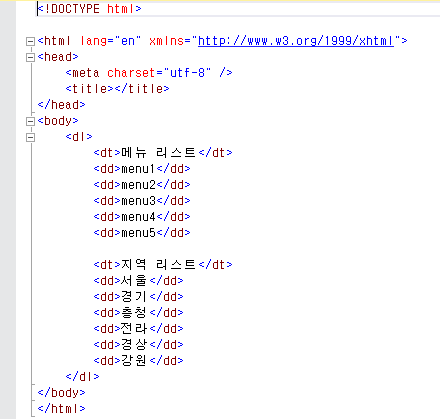 <!DOCTYPE html>
<html lang="en" xmlns="http://www.w3.org/1999/xhtml">
<head>
<meta charset="utf-8" />
<title></title>
</head>
<body>
<dl>
<dt>메뉴 리스트</dt>
<dd>menu1</dd>
<dd>menu2</dd>
<dd>menu3</dd>
<dd>menu4</dd>
<dd>menu5</dd>
<dt>지역 리스트</dt>
<dd>서울</dd>
<dd>경기</dd>
<dd>충청</dd>
<dd>전라</dd>
<dd>경상</dd>
<dd>강원</dd>
</dl>
</body>
</html>